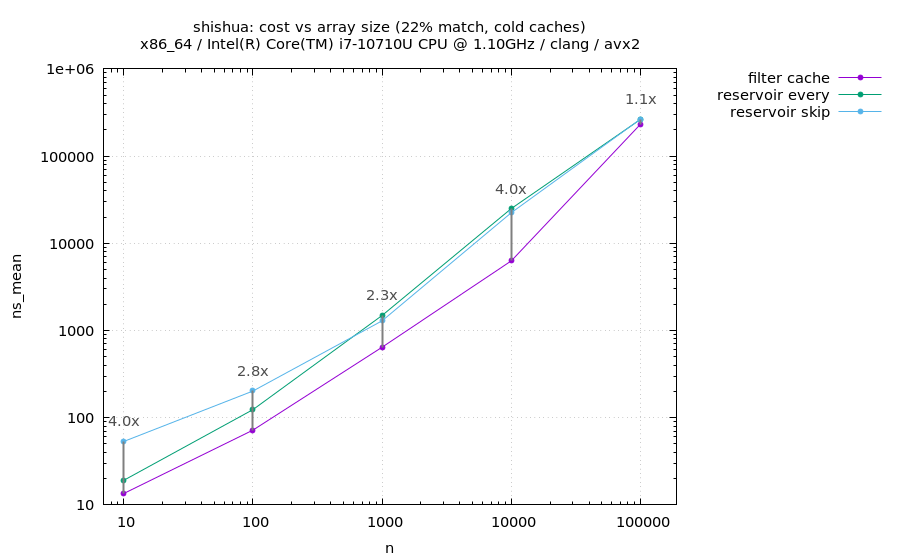 shishua: cost vs array size (22% match, cold caches)
x86_64 / Intel(R) Core(TM) i7-10710U CPU @ 1.10GHz / clang / avx2
filter cache
reservoir every
reservoir skip
1e+06
100000
10000
1000
100
10
ns_mean
4.0x
2.8x
2.3x
4.0x
1.1x
10
100
1000
10000
100000
n